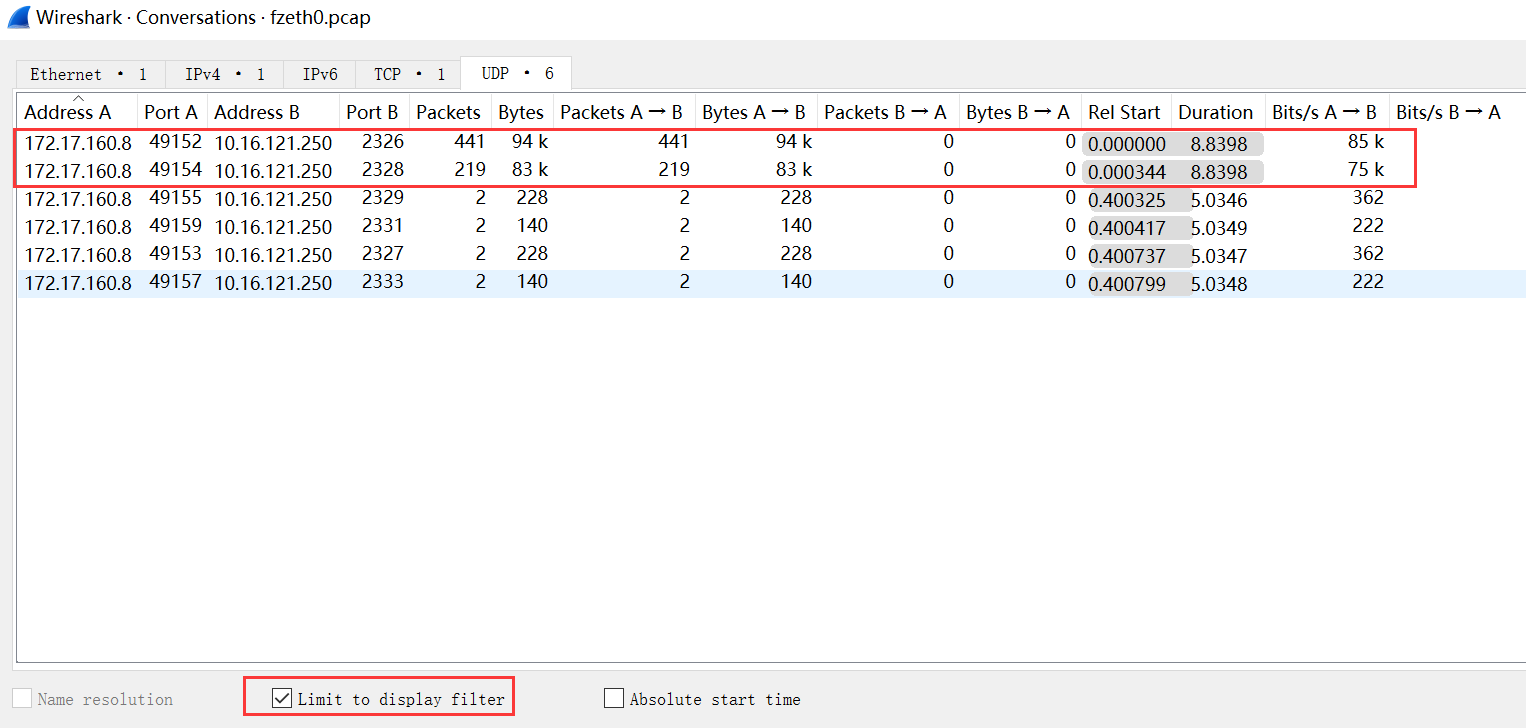 Wireshark · Conversations · fzeth0.pcap
Ethernet · 1 IPv4 · 1 IPv6 TCP · 1 UDP · 6
Address A Port A Address B Port B Packets Bytes Packets A → B Bytes A → B Packets B → A Bytes B → A Rel Start Duration Bits/s A → B Bits/s B → A
172.17.160.8 49152 10.16.121.250 2326 441 94 k 441 94 k 0 0 0.000000 8.8398 85 k
172.17.160.8 49154 10.16.121.250 2328 219 83 k 219 83 k 0 0 0.000344 8.8398 75 k
172.17.160.8 49155 10.16.121.250 2329 2 228 2 228 0 0 0.400325 5.0346 362
172.17.160.8 49159 10.16.121.250 2331 2 140 2 140 0 0 0.400417 5.0349 222
172.17.160.8 49153 10.16.121.250 2327 2 228 2 228 0 0 0.400737 5.0347 362
172.17.160.8 49157 10.16.121.250 2333 2 140 2 140 0 0 0.400799 5.0348 222
Name resolution Limit to display filter Absolute start time